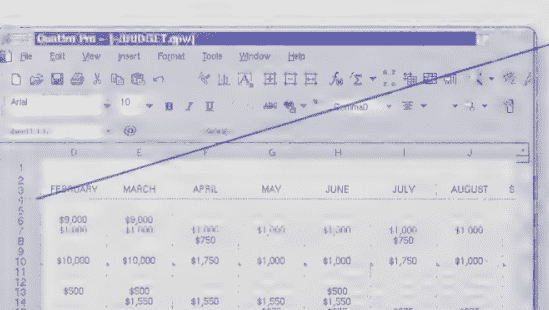 Quattro Pro - [-BUDGET.qpw]
File Edit View Insert Format Tools Window Help
Arial 10 B I U ABC % Comma0
@
D E F G H I J
1
2
3 FEBRUARY MARCH APRIL MAY JUNE JULY AUGUST S
4
5
6 $9,000 $9,000
7 $1,000 $1,000 $1,000 $1,000 $1,000 $1,000 $1,000
8 $750 $750
9
10 $10,000 $10,000 $1,750 $1,000 $1,000 $1,750 $1,000
11
12
13 $500 $500 $500
14 $1,550 $1,550 $1,550 $1,550